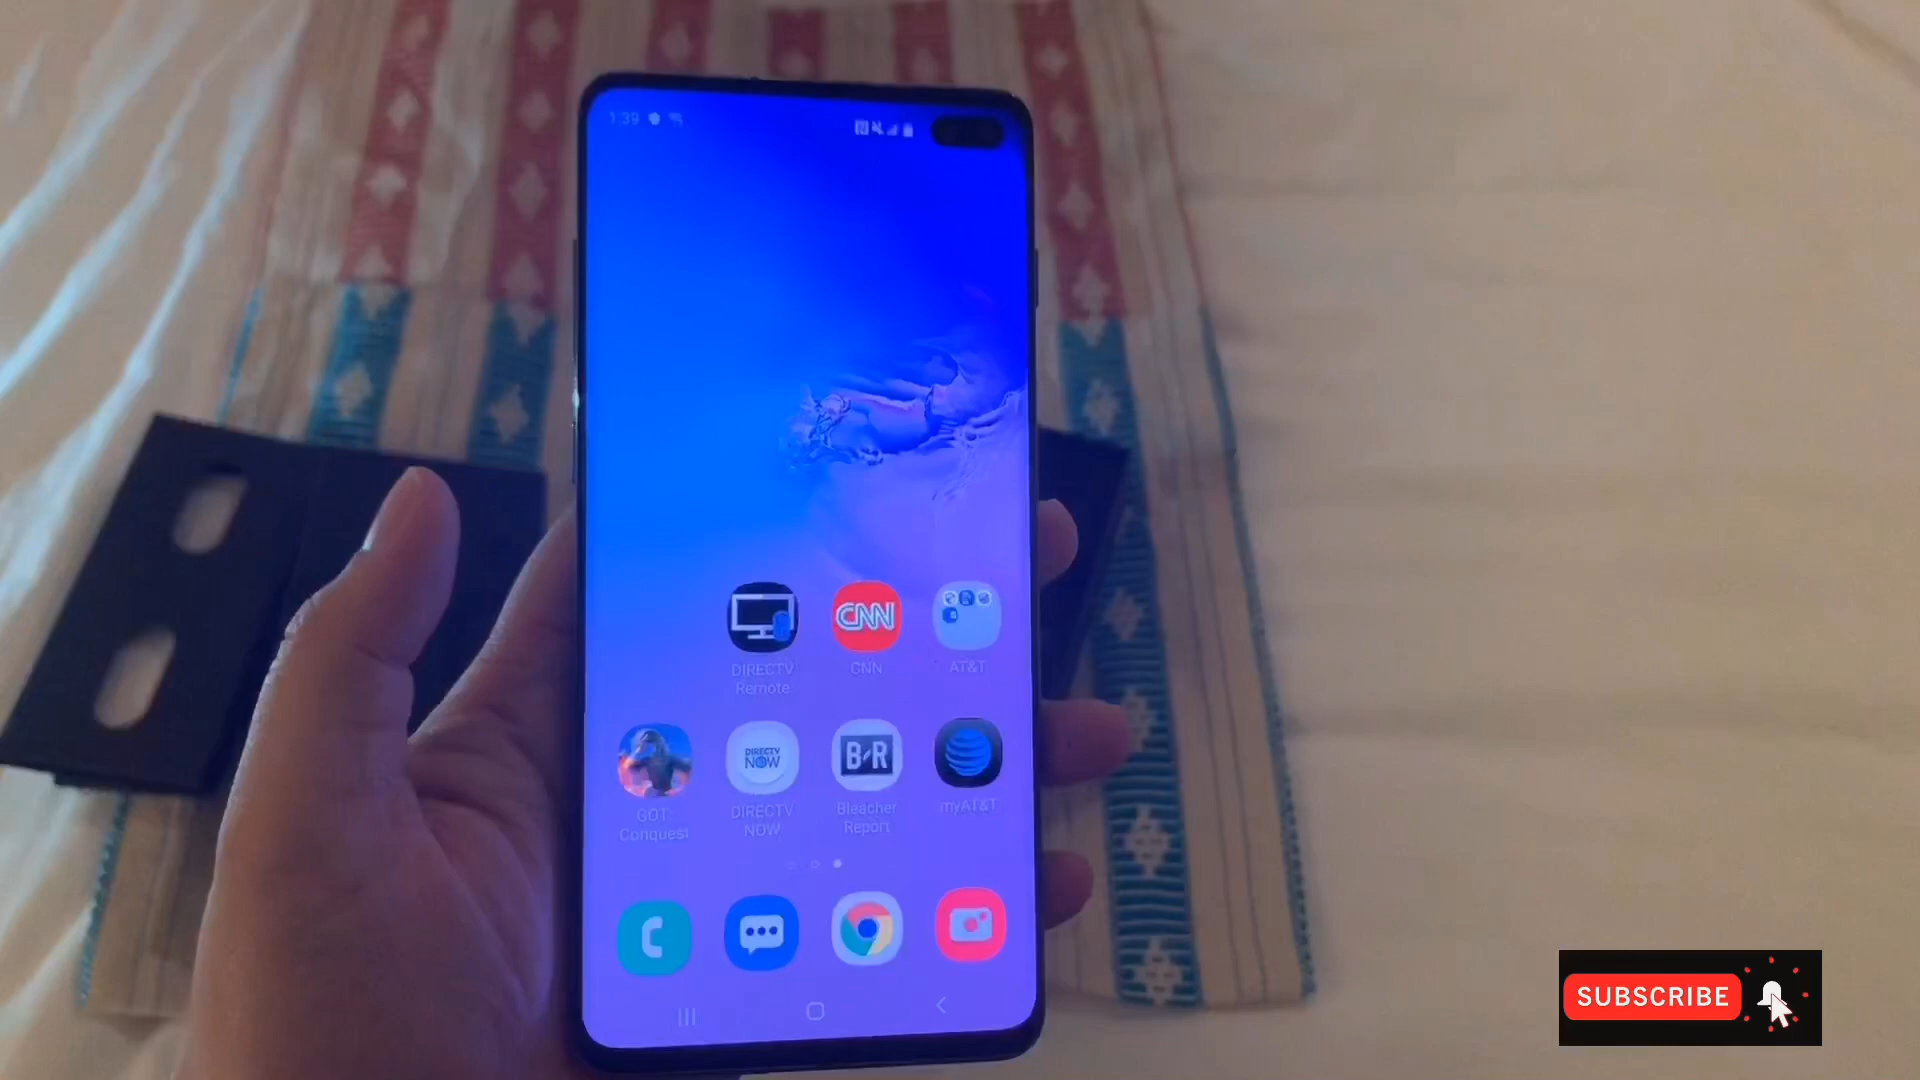 1:39
CNN
DIRECTV
Remote
CNN
AT&T
DIRECTV
NOW
B/R
GOT:
Conquest
DIRECTV
NOW
Bleacher
Report
myAT&T
SUBSCRIBE